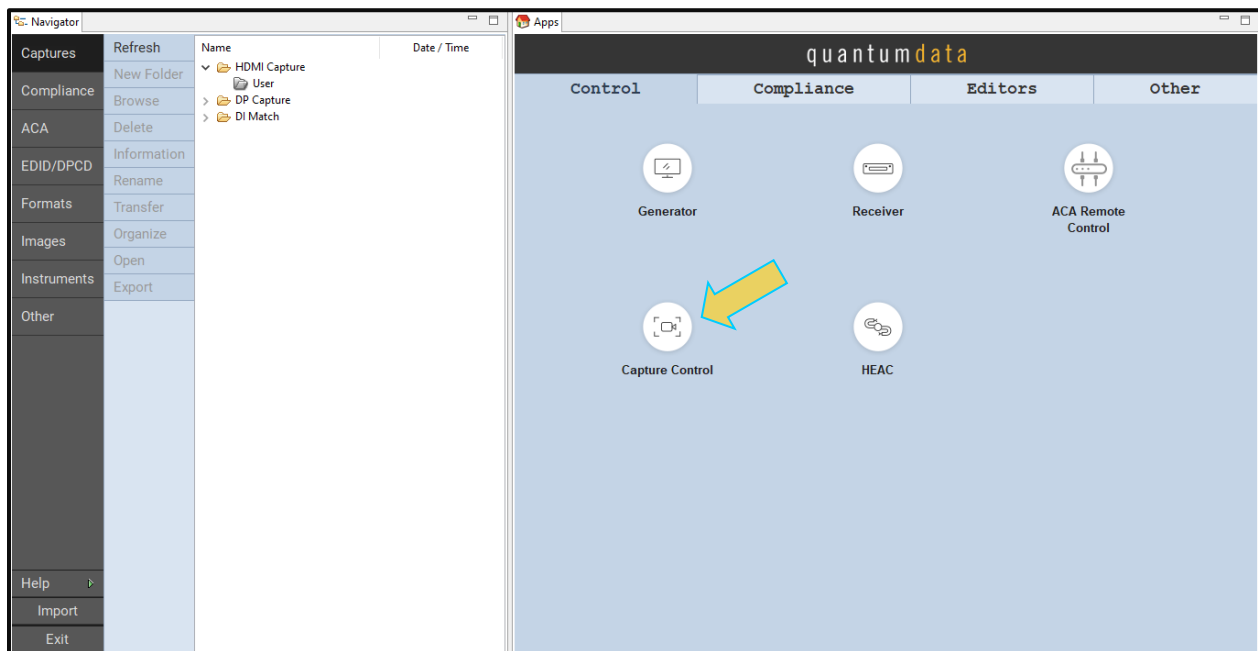 Navigator
Captures
Compliance
ACA
EDID/DPCD
Formats
Images
Instruments
Other
Help
Import
Exit
Refresh
New Folder
Browse
Delete
Information
Rename
Transfer
Organize
Open
Export
Name Date / Time
HDMI Capture
User
DP Capture
DI Match
Apps
quantumdata
Control Compliance Editors Other
Generator Receiver ACA Remote
Control
Capture Control HEAC